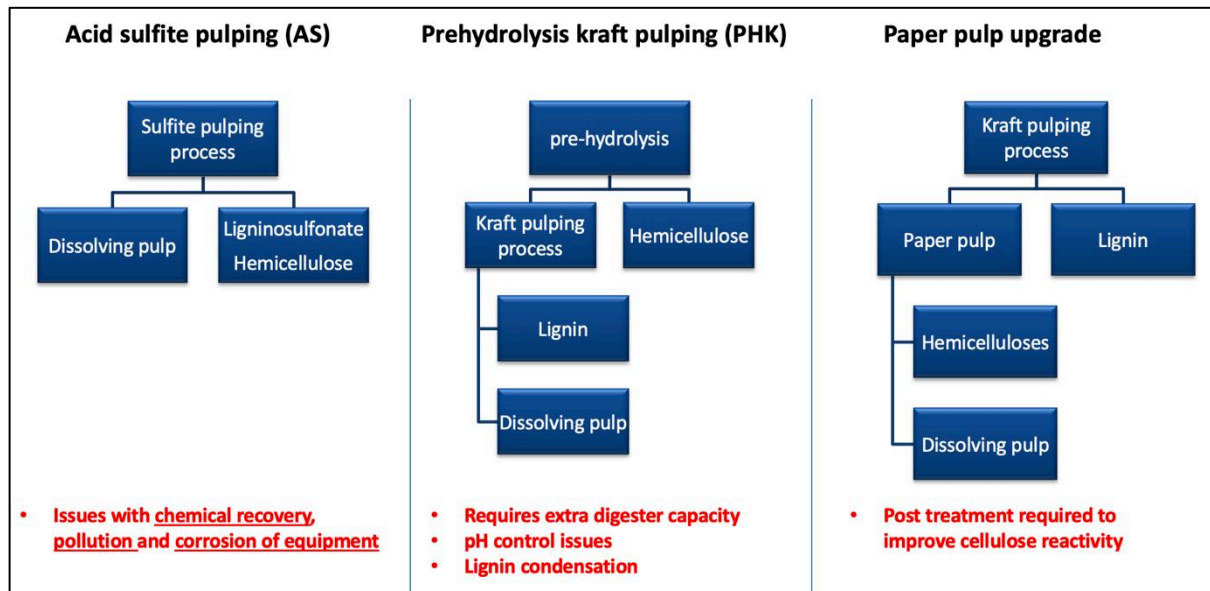 Acid sulfite pulping (AS)
Sulfite pulping
process
Dissolving pulp
Ligninosulfonate
Hemicellulose
• Issues with chemical recovery,
pollution and corrosion of equipment
Prehydrolysis kraft pulping (PHK)
pre-hydrolysis
Kraft pulping
process
Hemicellulose
Lignin
Dissolving pulp
• Requires extra digester capacity
• pH control issues
• Lignin condensation
Paper pulp upgrade
Kraft pulping
process
Paper pulp
Lignin
Hemicelluloses
Dissolving pulp
• Post treatment required to
improve cellulose reactivity